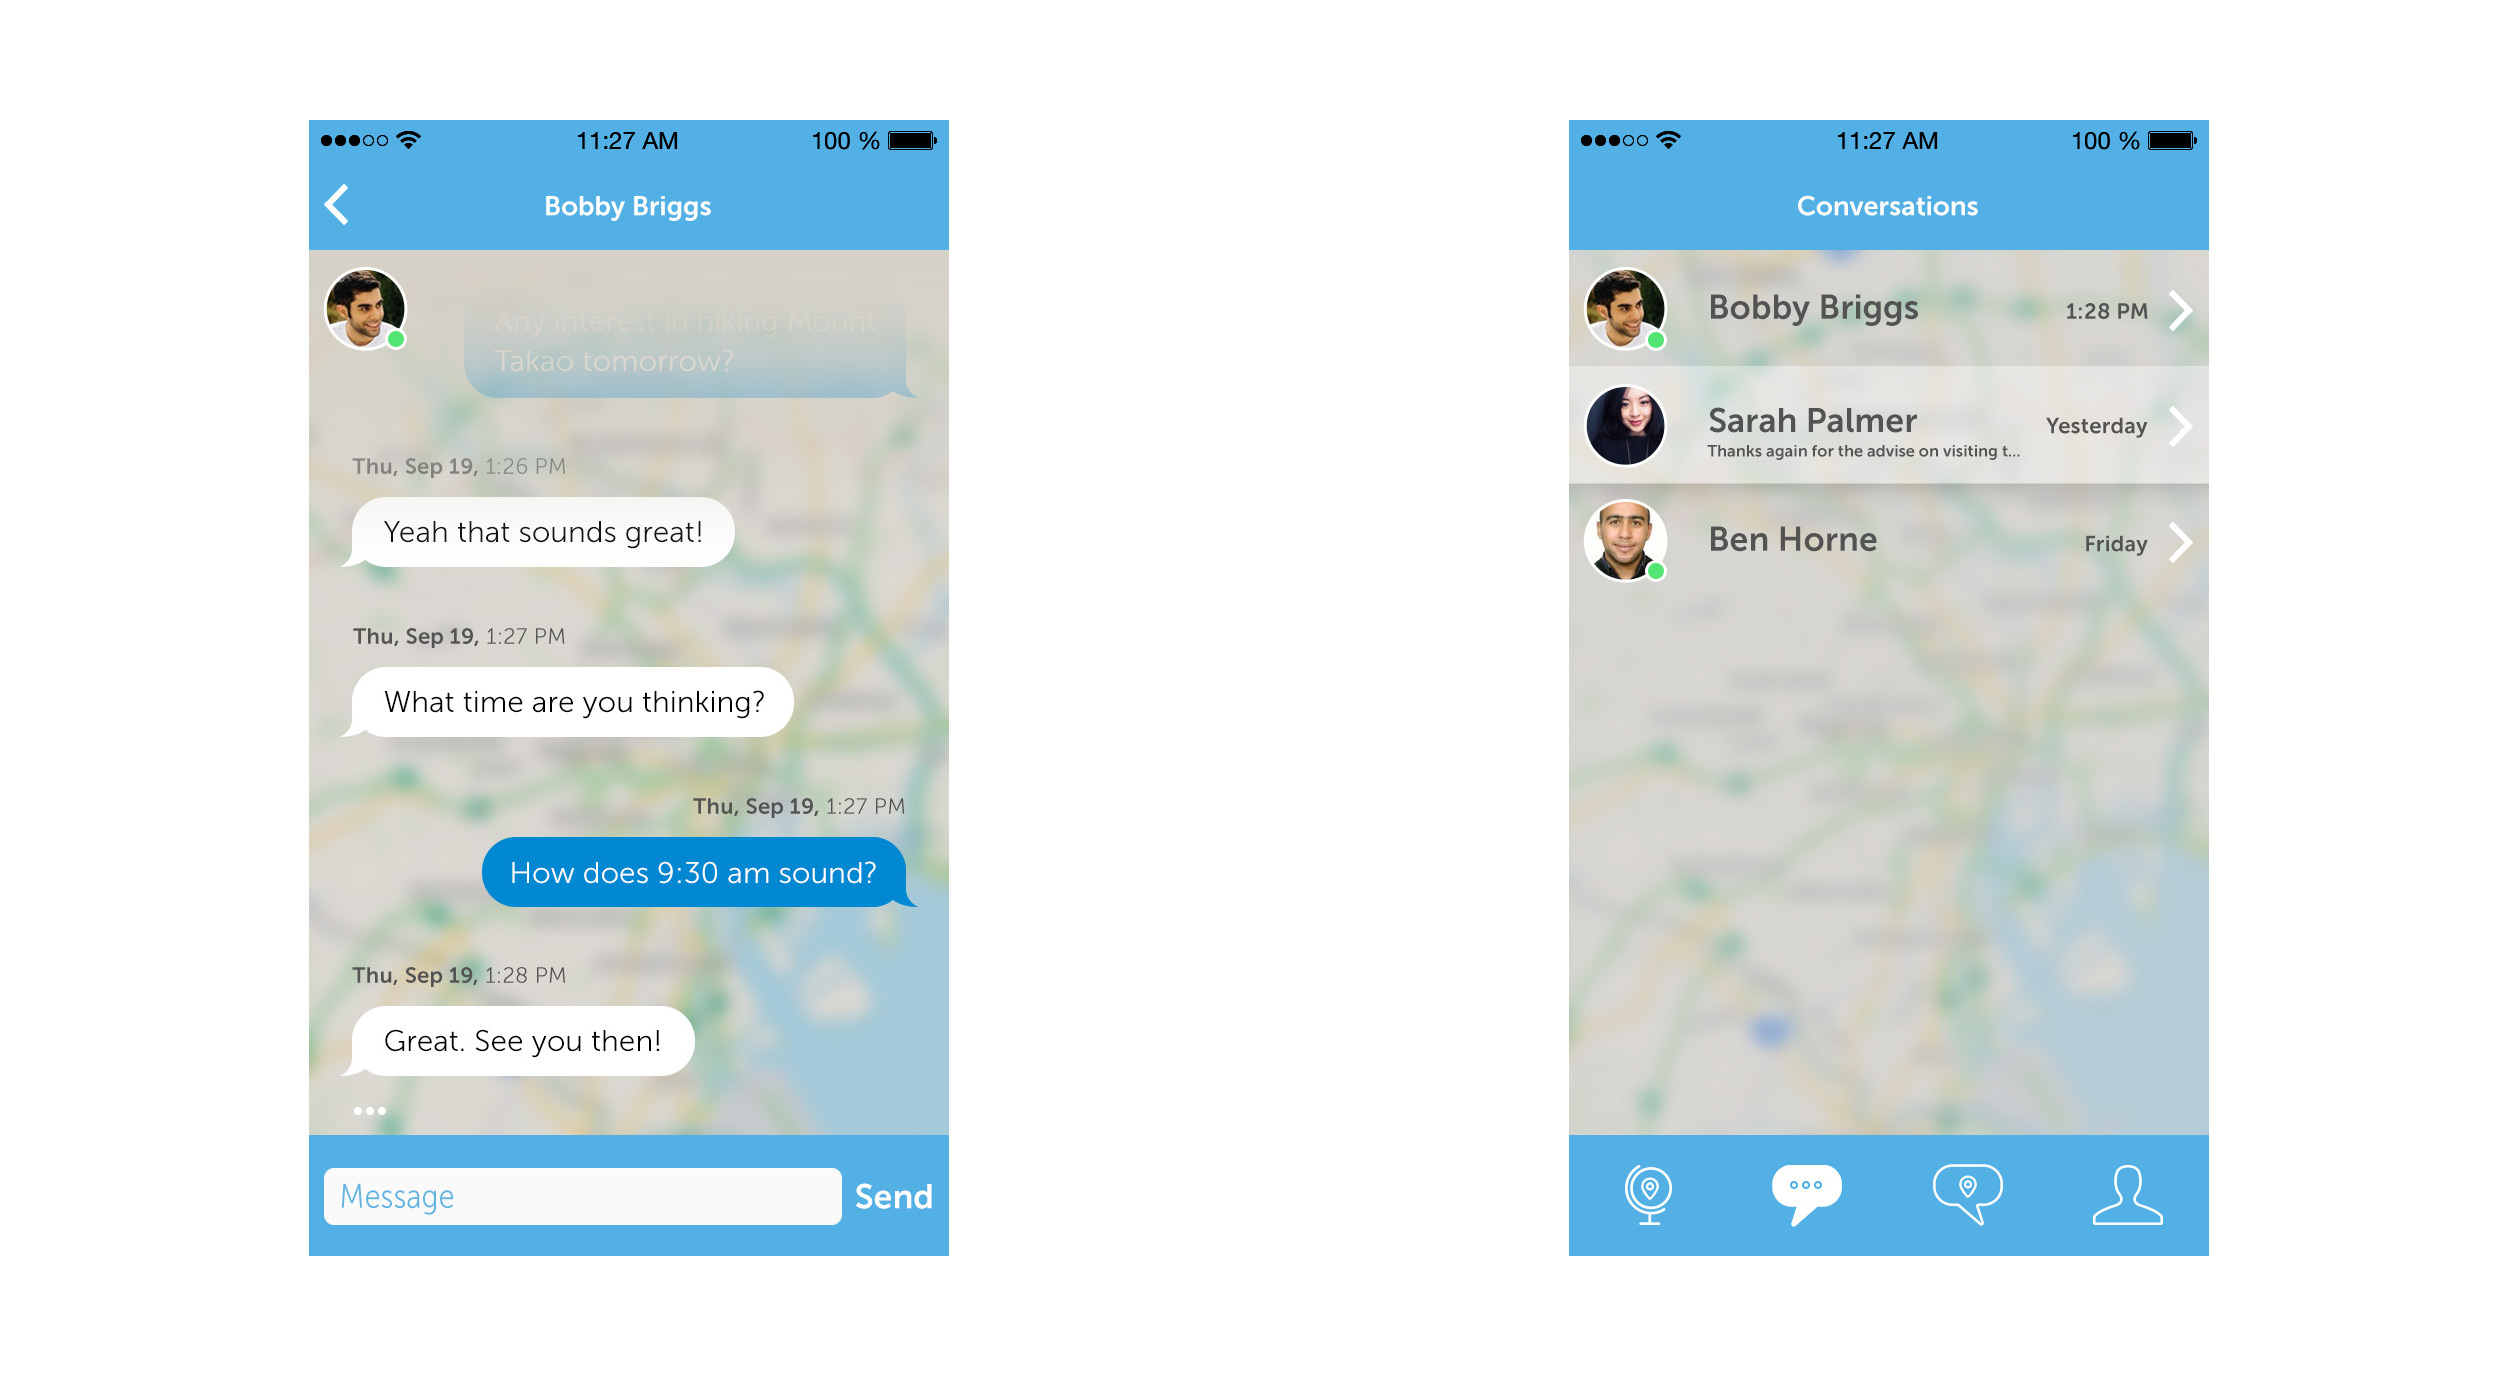 11:27 AM
100 %
Bobby Briggs
Any interest in hiking Mount
Takao tomorrow?
Thu, Sep 19, 1:26 PM
Yeah that sounds great!
Thu, Sep 19, 1:27 PM
What time are you thinking?
Thu, Sep 19, 1:27 PM
How does 9:30 am sound?
Thu, Sep 19, 1:28 PM
Great. See you then!
Message
Send
11:27 AM
100 %
Conversations
Bobby Briggs
1:28 PM
Sarah Palmer
Yesterday
Thanks again for the advise on visiting t...
Ben Horne
Friday